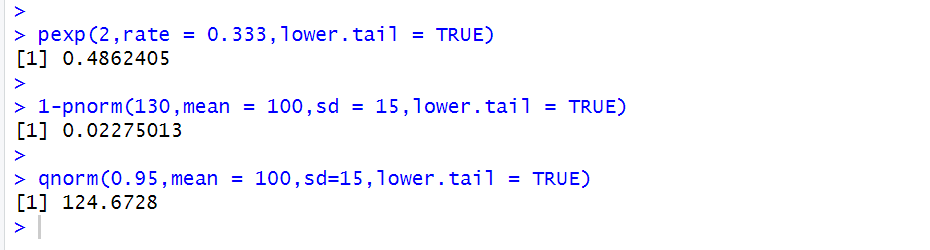 >
> pexp(2,rate = 0.333,lower.tail = TRUE)
[1] 0.4862405
>
> 1-pnorm(130,mean = 100,sd = 15,lower.tail = TRUE)
[1] 0.02275013
>
> qnorm(0.95,mean = 100,sd=15,lower.tail = TRUE)
[1] 124.6728
>